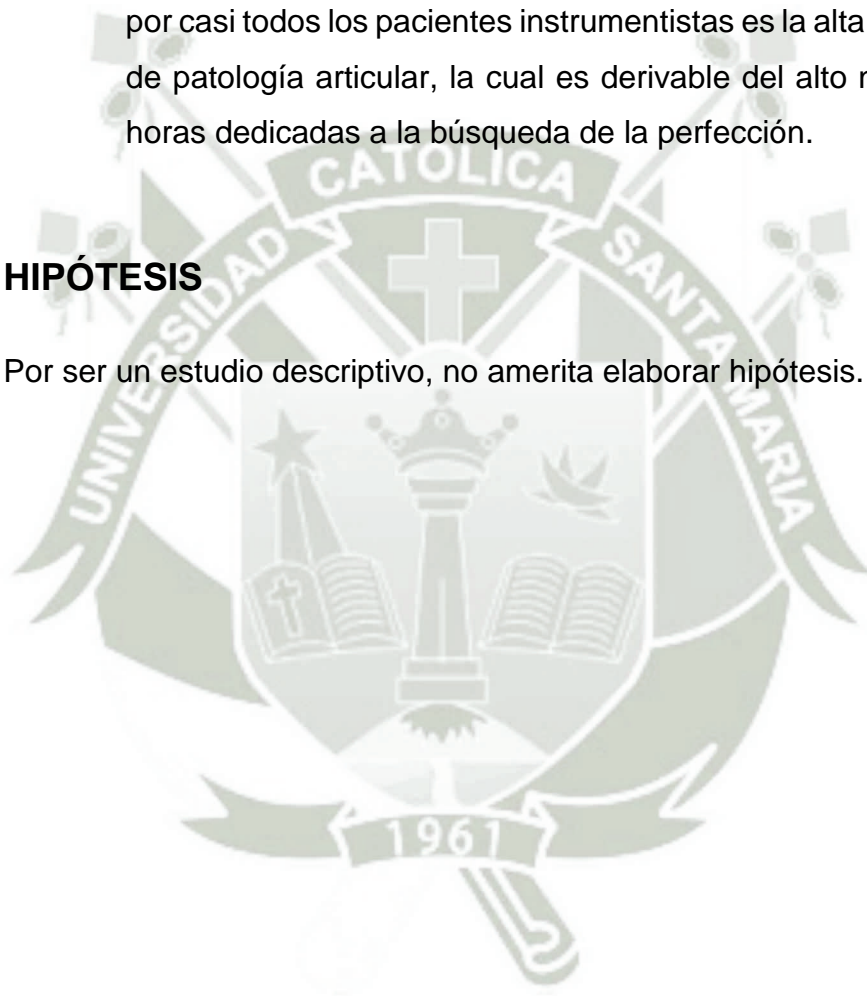 por casi todos los pacientes instrumentistas es la alta
de patología articular, la cual es derivable del alto
horas dedicadas a la búsqueda de la perfección.
HIPÓTESIS
Por ser un estudio descriptivo, no amerita elaborar hipótesis.
UNIVERSIDAD CATOLICA SANTA MARIA
1961